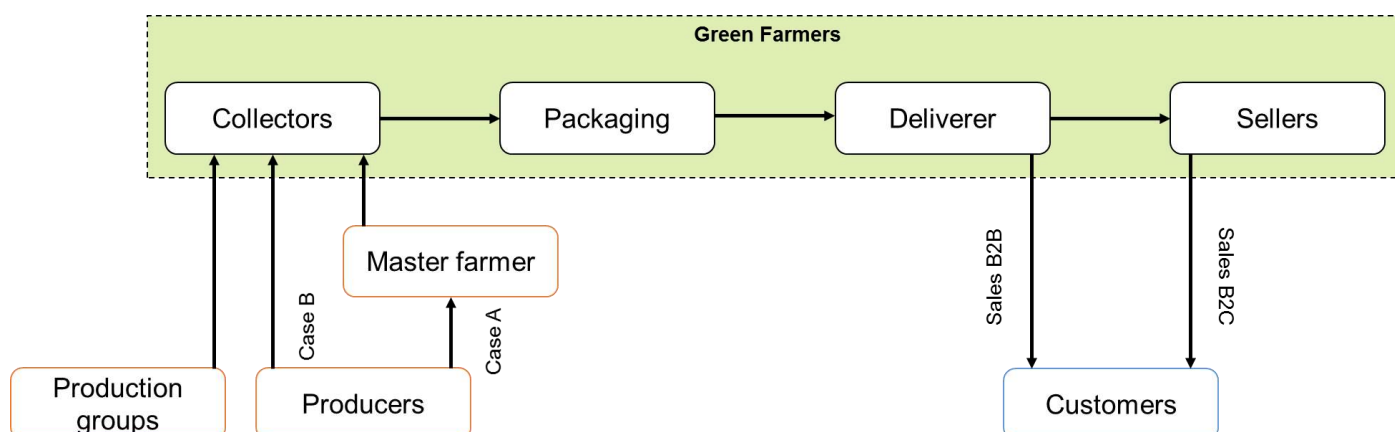 Green Farmers
Collectors
Packaging
Deliverer
Sellers
Master farmer
Case B
Case A
Sales B2B
Sales B2C
Production
groups
Producers
Customers